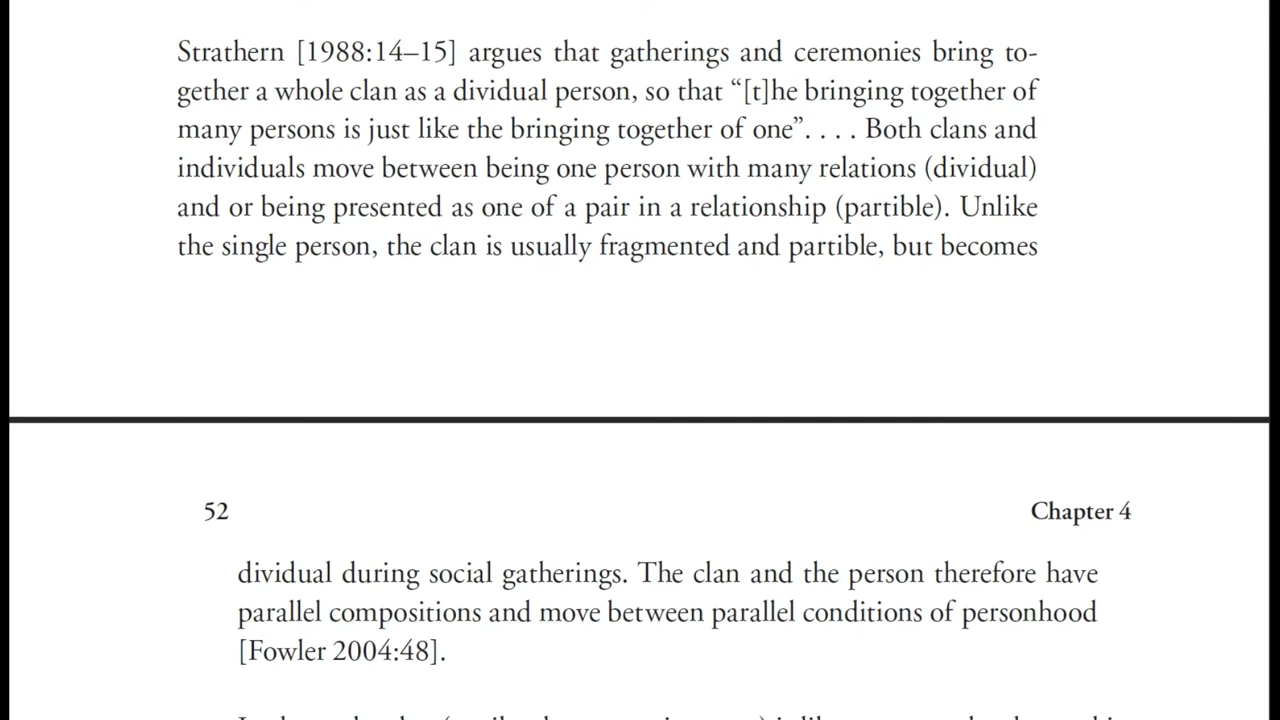 Strathern [1988:14–15] argues that gatherings and ceremonies bring to-
gether a whole clan as a dividual person, so that “[t]he bringing together of
many persons is just like the bringing together of one”. . . . Both clans and
individuals move between being one person with many relations (dividual)
and or being presented as one of a pair in a relationship (partible). Unlike
the single person, the clan is usually fragmented and partible, but becomes
52
Chapter 4
dividual during social gatherings. The clan and the person therefore have
parallel compositions and move between parallel conditions of personhood
[Fowler 2004:48].